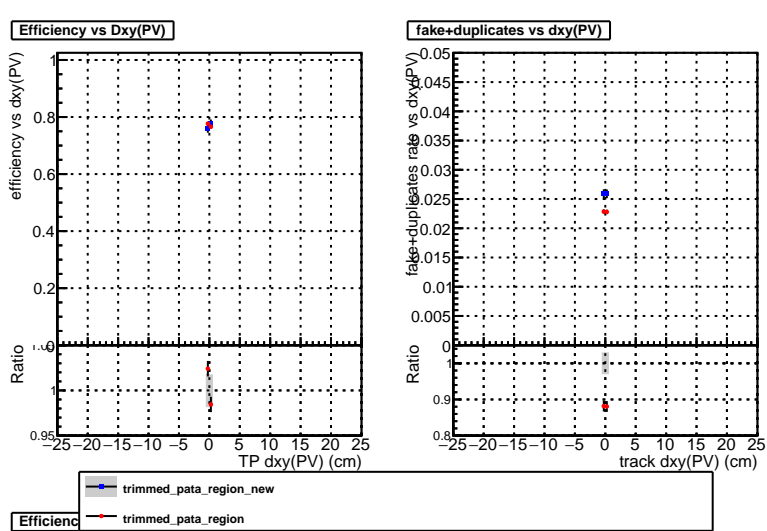 Efficiency vs Dxy(PV)
efficiency vs dxy(PV)
1
0.8
0.6
0.4
0.2
0
Ratio
1
0.95
−25 −20 −15 −10 −5 0 5 10 15 20 25
TP dxy(PV) (cm)
fake+duplicates vs dxy(PV)
fake+duplicates rate vs dxy(PV)
0.05
0.045
0.04
0.035
0.03
0.025
0.02
0.015
0.01
0.005
0
Ratio
1
0.9
0.8
−25 −20 −15 −10 −5 0 5 10 15 20 25
track dxy(PV) (cm)
trimmed_pata_region_new
trimmed_pata_region
Efficienc